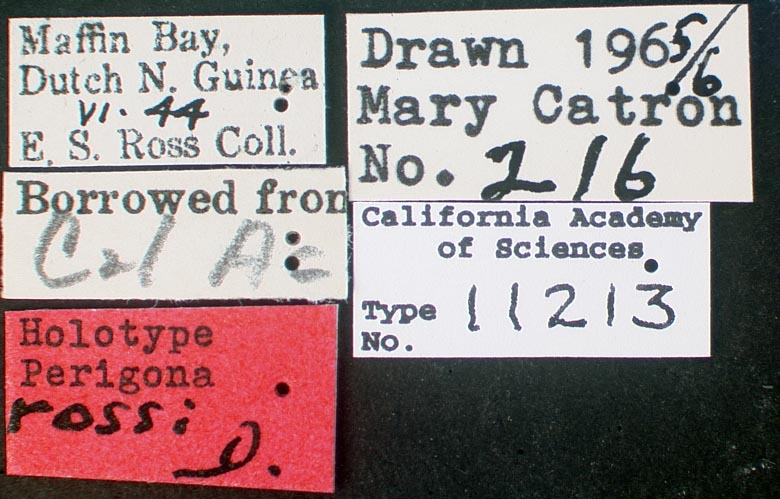 Maffin Bay,
Dutch N. Guinea
VI. 44
E. S. Ross Coll.
Borrowed from
Cal Ac
Holotype
Perigona
rossi
D.
Drawn 1965/6
Mary Catron
No. 216
California Academy
of Sciences
Type
No. 11213